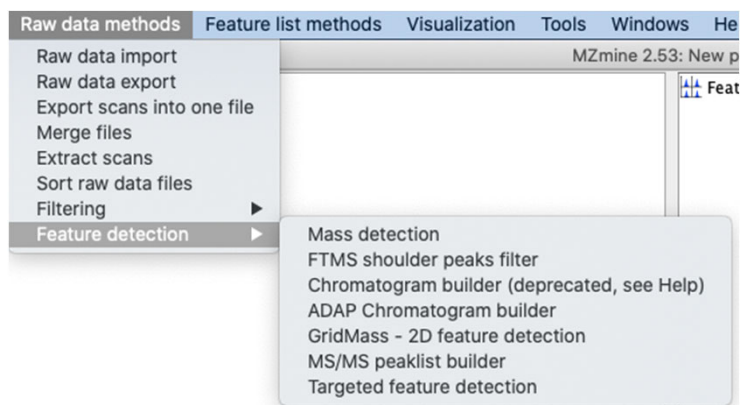 Raw data methods Feature list methods Visualization Tools Windows He
MZmine 2.53: New p
Raw data import
Raw data export
Export scans into one file
Merge files
Extract scans
Sort raw data files
Filtering
Feature detection
Feat
Mass detection
FTMS shoulder peaks filter
Chromatogram builder (deprecated, see Help)
ADAP Chromatogram builder
GridMass - 2D feature detection
MS/MS peaklist builder
Targeted feature detection